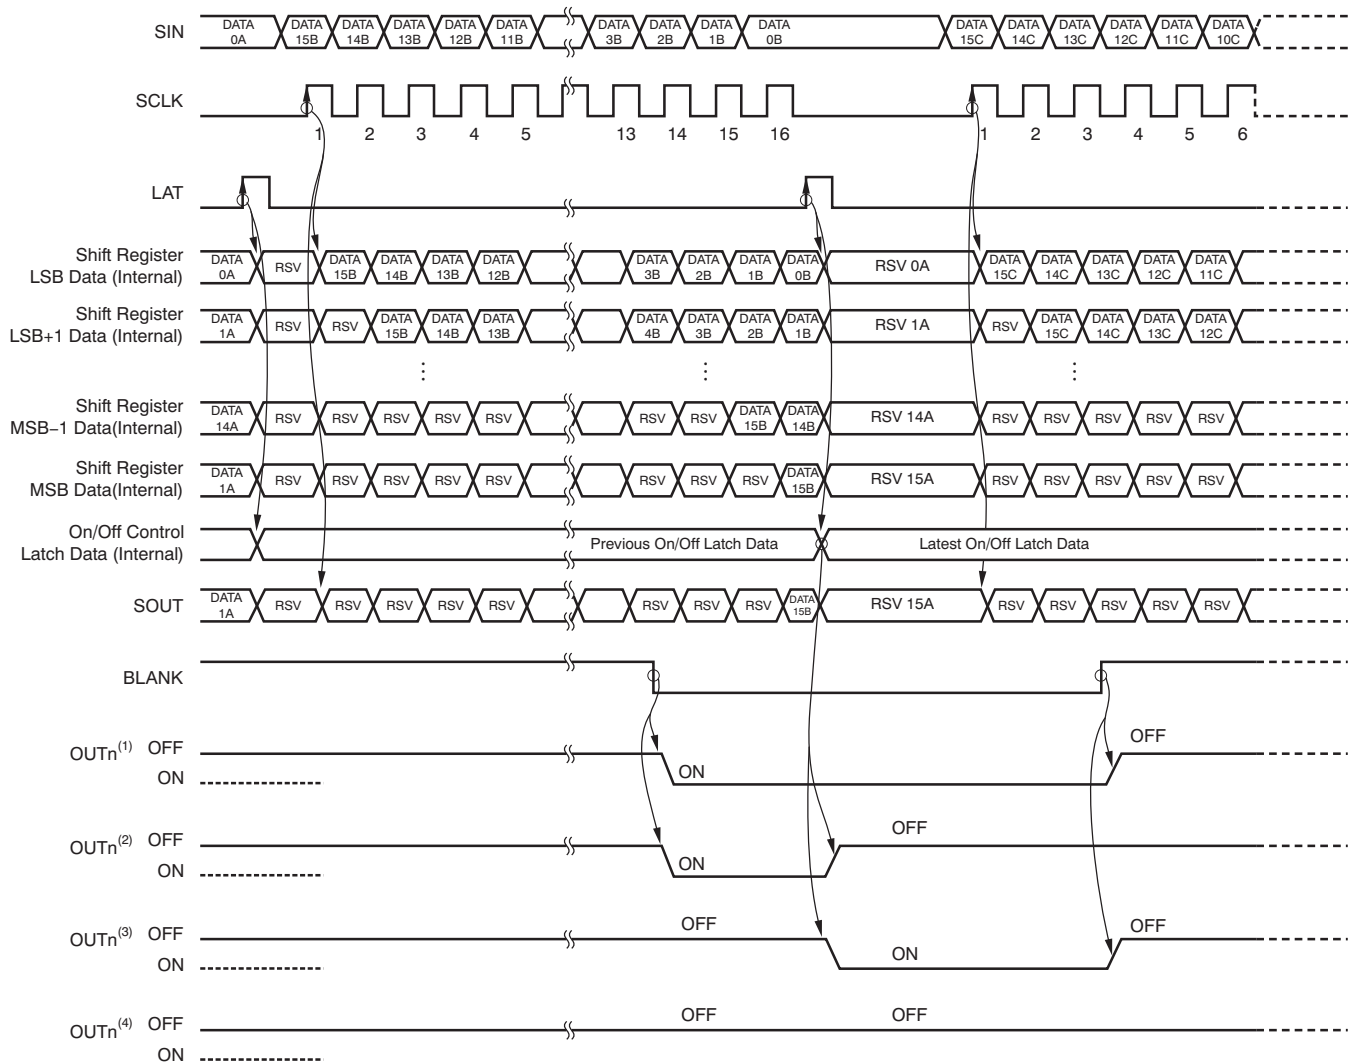 SIN DATA 0A DATA 15B DATA 14B DATA 13B DATA 12B DATA 11B DATA 3B DATA 2B DATA 1B DATA 0B DATA 15C DATA 14C DATA 13C DATA 12C DATA 11C DATA 10C
SCLK
1 2 3 4 5 13 14 15 16 1 2 3 4 5 6
LAT
Shift Register LSB Data (Internal) DATA 0A RSV DATA 15B DATA 14B DATA 13B DATA 12B DATA 3B DATA 2B DATA 1B DATA 0B RSV 0A DATA 15C DATA 14C DATA 13C DATA 12C DATA 11C
Shift Register LSB+1 Data (Internal) DATA 1A RSV RSV DATA 15B DATA 14B DATA 13B DATA 4B DATA 3B DATA 2B DATA 1B RSV 1A RSV DATA 15C DATA 14C DATA 13C DATA 12C
Shift Register MSB−1 Data(Internal) DATA 14A RSV RSV RSV RSV RSV RSV RSV DATA 15B DATA 14B RSV 14A RSV RSV RSV RSV RSV
Shift Register MSB Data(Internal) DATA 1A RSV RSV RSV RSV RSV RSV RSV RSV DATA 15B RSV 15A RSV RSV RSV RSV RSV
On/Off Control Latch Data (Internal) Previous On/Off Latch Data Latest On/Off Latch Data
SOUT DATA 1A RSV RSV RSV RSV RSV RSV RSV RSV DATA 15B RSV 15A RSV RSV RSV RSV RSV
BLANK
OUTn(1) OFF OFF
ON ON
OUTn(2) OFF OFF
ON ON
OUTn(3) OFF OFF OFF
ON ON
OUTn(4) OFF OFF OFF
ON